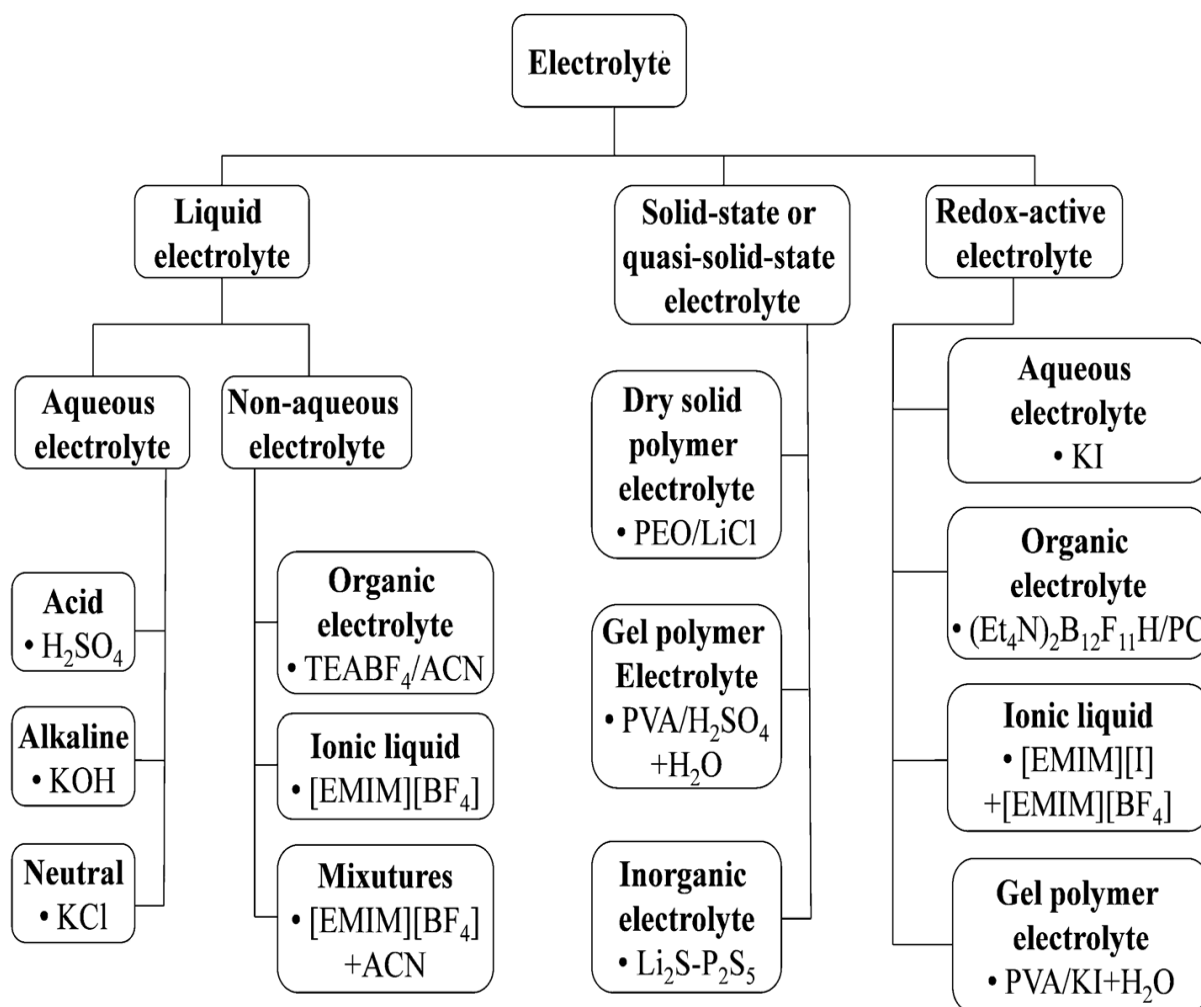 Electrolyte
Liquid
electrolyte
Solid-state or
quasi-solid-state
electrolyte
Redox-active
electrolyte
Aqueous
electrolyte
Non-aqueous
electrolyte
Acid
• H₂SO₄
Alkaline
• KOH
Neutral
• KCl
Organic
electrolyte
• TEABF₄/ACN
Ionic liquid
• [EMIM][BF₄]
Mixutures
• [EMIM][BF₄]
+ACN
Dry solid
polymer
electrolyte
• PEO/LiCl
Gel polymer
Electrolyte
• PVA/H₂SO₄
+H₂O
Inorganic
electrolyte
• Li₂S-P₂S₅
Aqueous
electrolyte
• KI
Organic
electrolyte
• (Et₄N)₂B₁₂F₁₁H/PC
Ionic liquid
• [EMIM][I]
+[EMIM][BF₄]
Gel polymer
electrolyte
• PVA/KI+H₂O